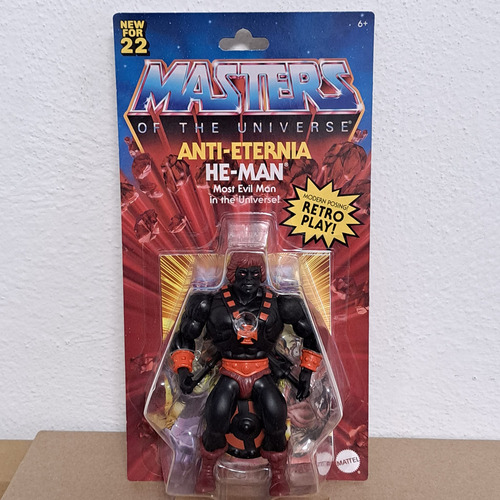 NEW
FOR
22
6+
MASTERS
OF THE UNIVERSE®
ANTI-ETERNIA
HE-MAN®
Most Evil Man
in the Universe!
MODERN POSING!
RETRO
PLAY!
MATTEL